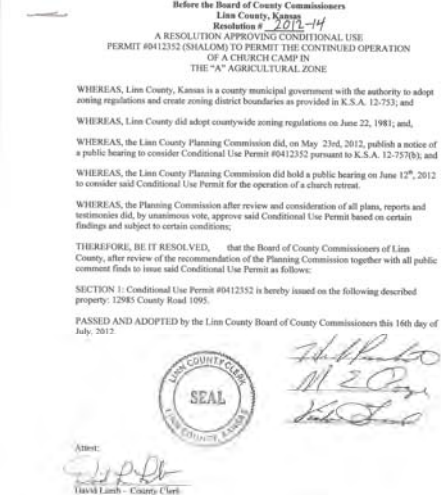 Before the Board of County Commissioners
Linn County, Kansas
Resolution # 2012-14
A RESOLUTION APPROVING CONDITIONAL USE
PERMIT #0412352 (SHALOM) TO PERMIT THE CONTINUED OPERATION
OF A CHURCH CAMP IN
THE "A" AGRICULTURAL ZONE
WHEREAS, Linn County, Kansas is a county municipal government with the authority to adopt
zoning regulations and create zoning district boundaries as provided in K.S.A. 12-753; and
WHEREAS, Linn County did adopt countywide zoning regulations on June 22, 1981; and,
WHEREAS, the Linn County Planning Commission did, on May 23rd, 2012, publish a notice of
a public hearing to consider Conditional Use Permit #0412352 pursuant to K.S.A. 12-757(b); and
WHEREAS, the Linn County Planning Commission did hold a public hearing on June 12th, 2012
to consider said Conditional Use Permit for the operation of a church retreat.
WHEREAS, the Planning Commission after review and consideration of all plans, reports and
testimonies did, by unanimous vote, approve said Conditional Use Permit based on certain
findings and subject to certain conditions;
THEREFORE, BE IT RESOLVED, that the Board of County Commissioners of Linn
County, after review of the recommendation of the Planning Commission together with all public
comment finds to issue said Conditional Use Permit as follows:
SECTION 1: Conditional Use Permit #0412352 is hereby issued on the following described
property: 12985 County Road 1095.
PASSED AND ADOPTED by the Linn County Board of County Commissioners this 16th day of
July, 2012
LINN COUNTY CLERK
SEAL
LINN COUNTY, KANSAS
Attest:
David Lamb - County Clerk